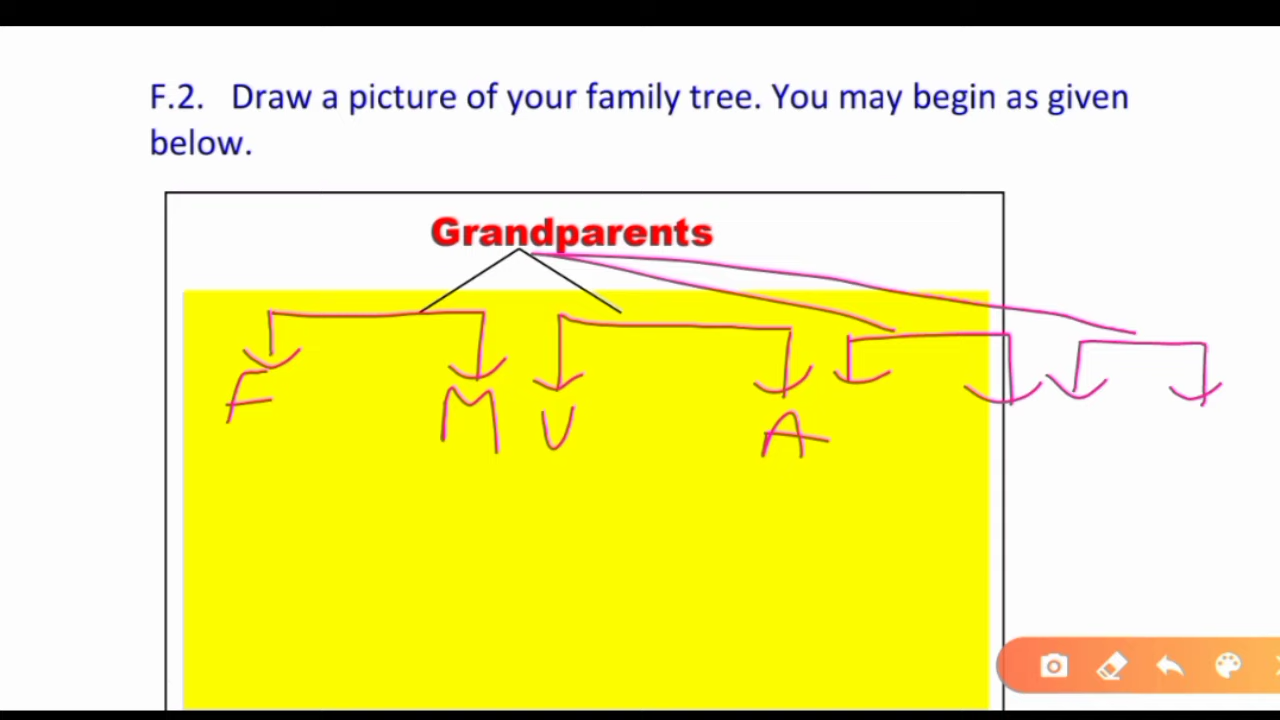 F.2. Draw a picture of your family tree. You may begin as given
below.
Grandparents
F M U A